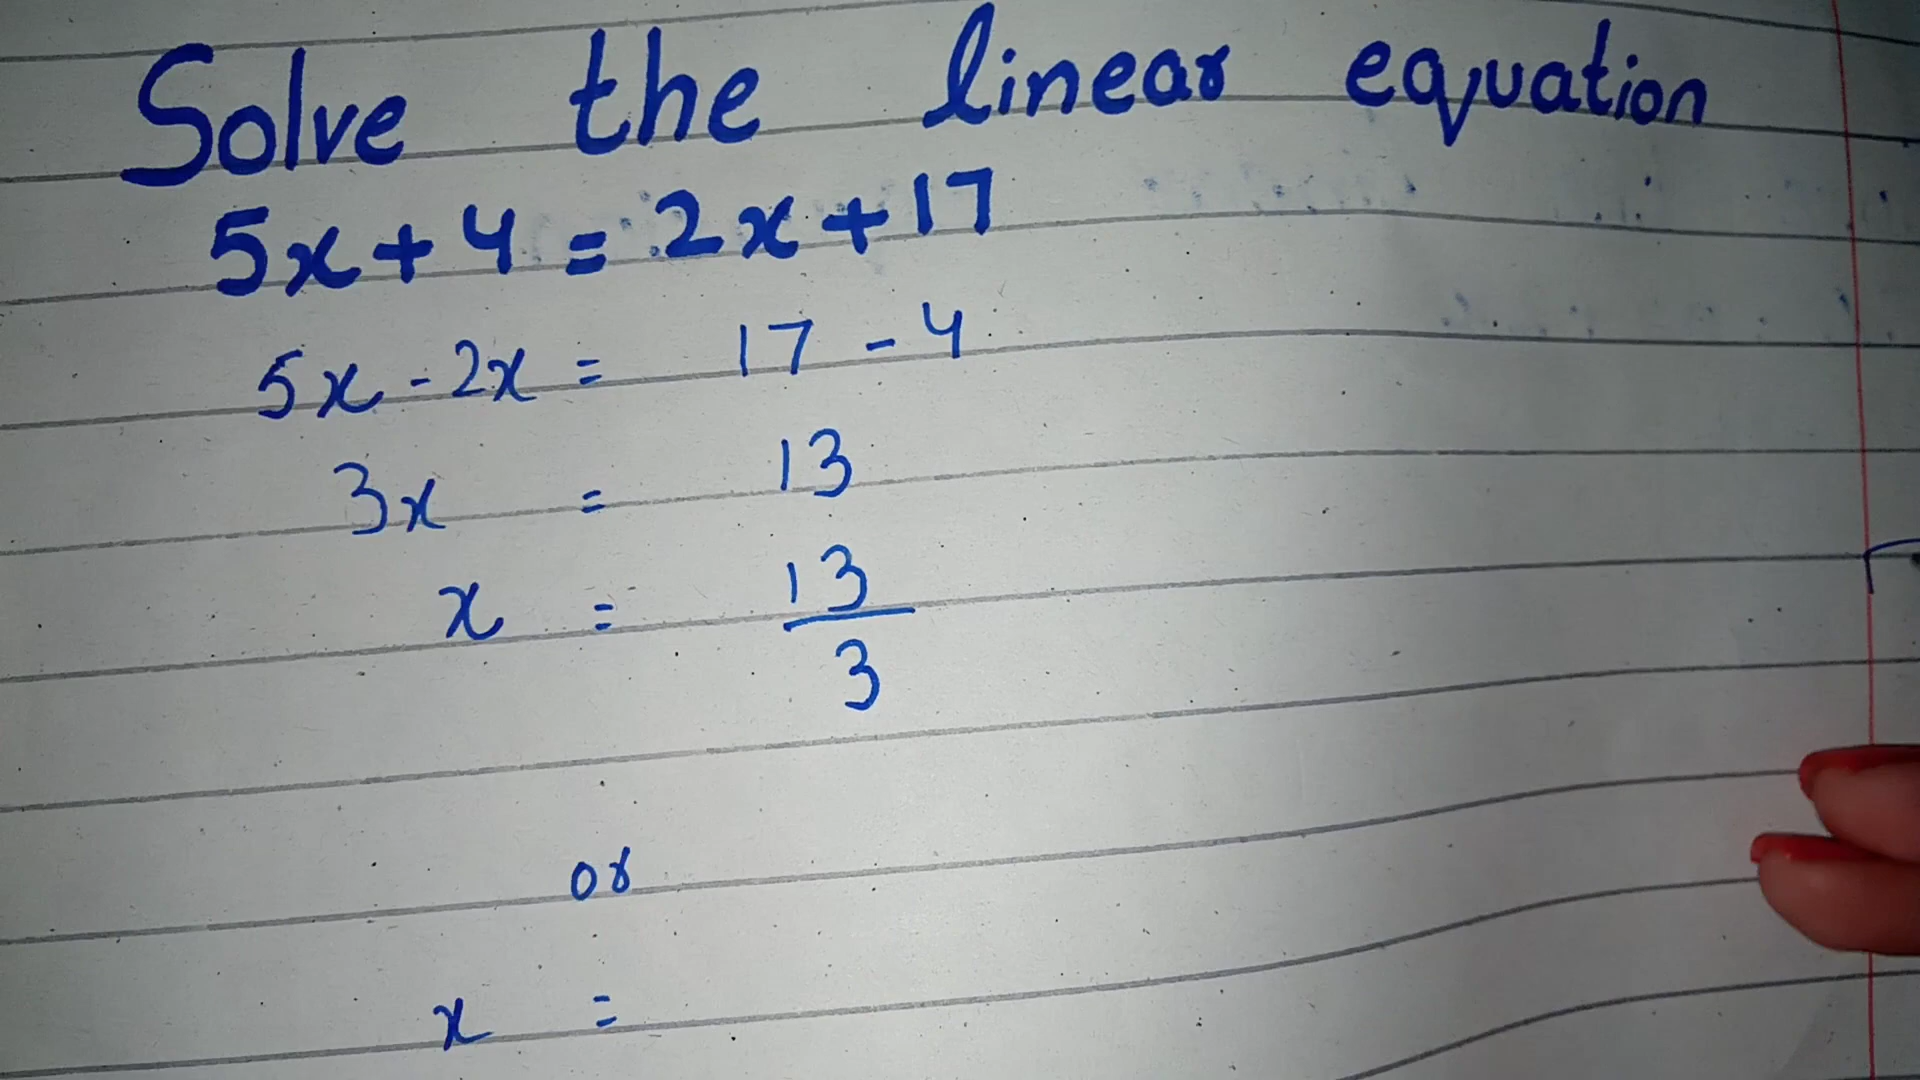 Solve the linear equation
5x+4 = 2x+17
5x-2x = 17-4
3x = 13
x = 13/3
or
x =